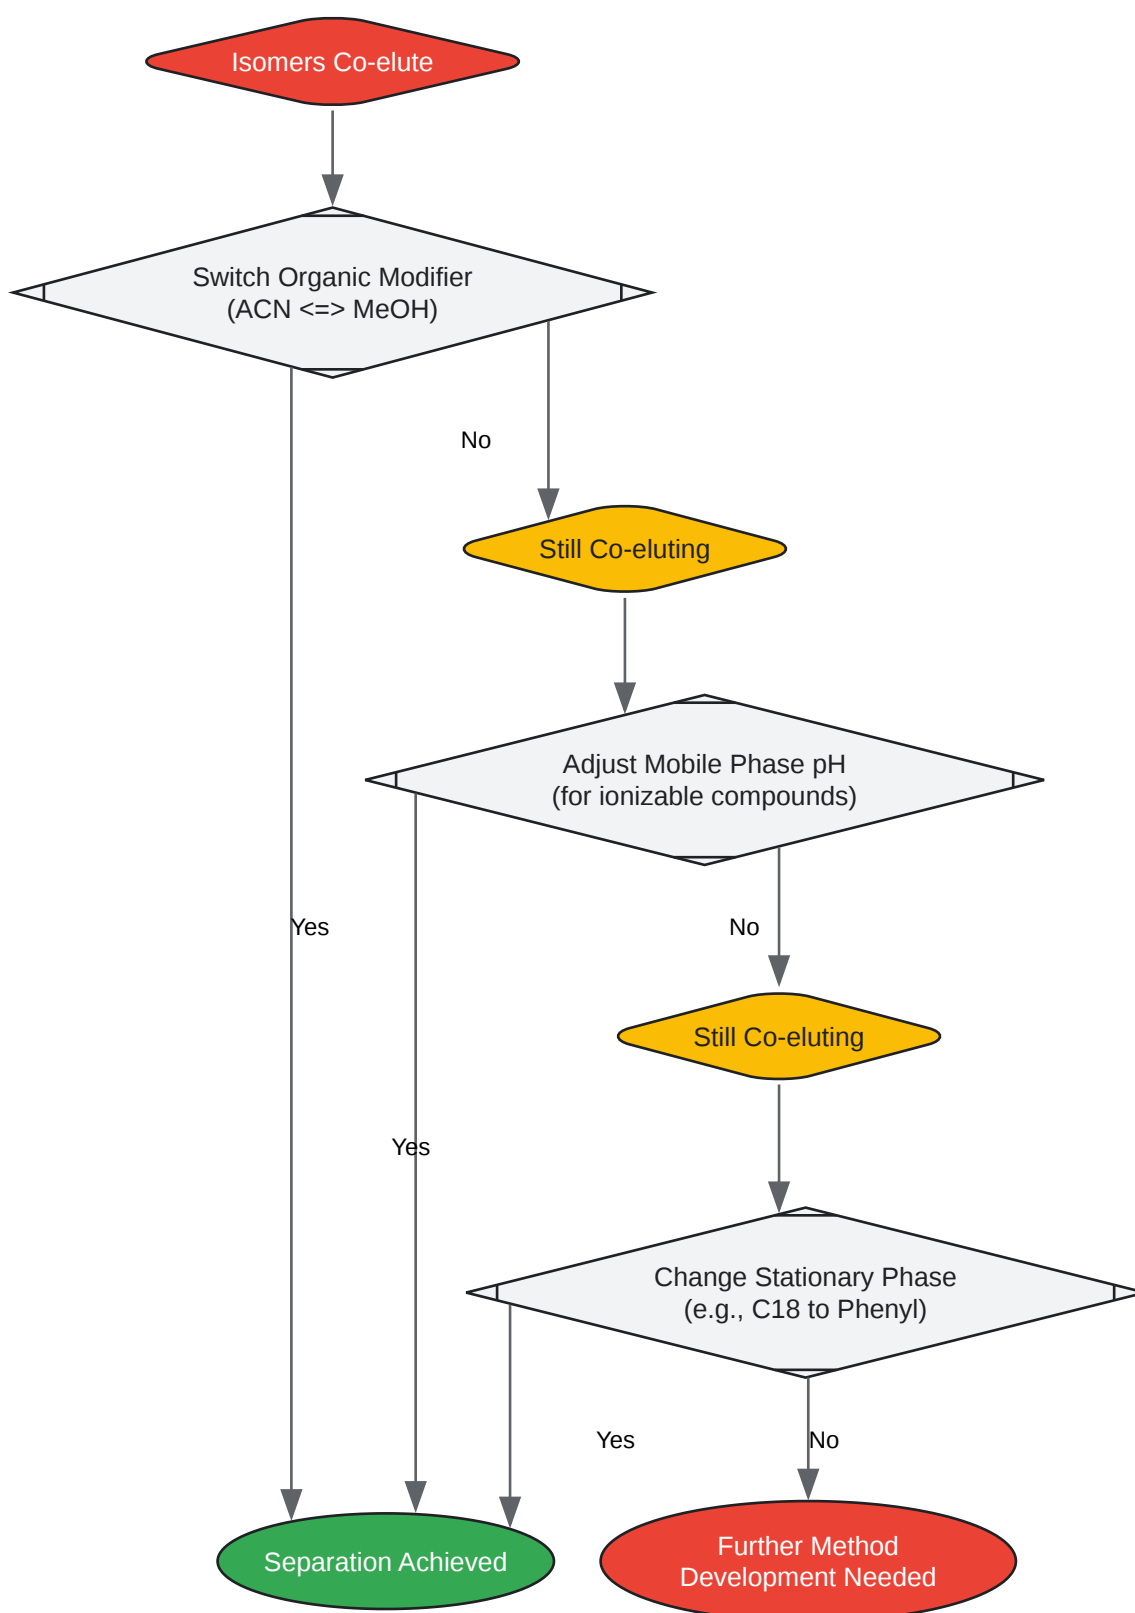 Isomers Co-elute
Switch Organic Modifier
(ACN <=> MeOH)
No
Still Co-eluting
Adjust Mobile Phase pH
(for ionizable compounds)
Yes
No
Still Co-eluting
Yes
Change Stationary Phase
(e.g., C18 to Phenyl)
Yes
No
Separation Achieved
Further Method
Development Needed